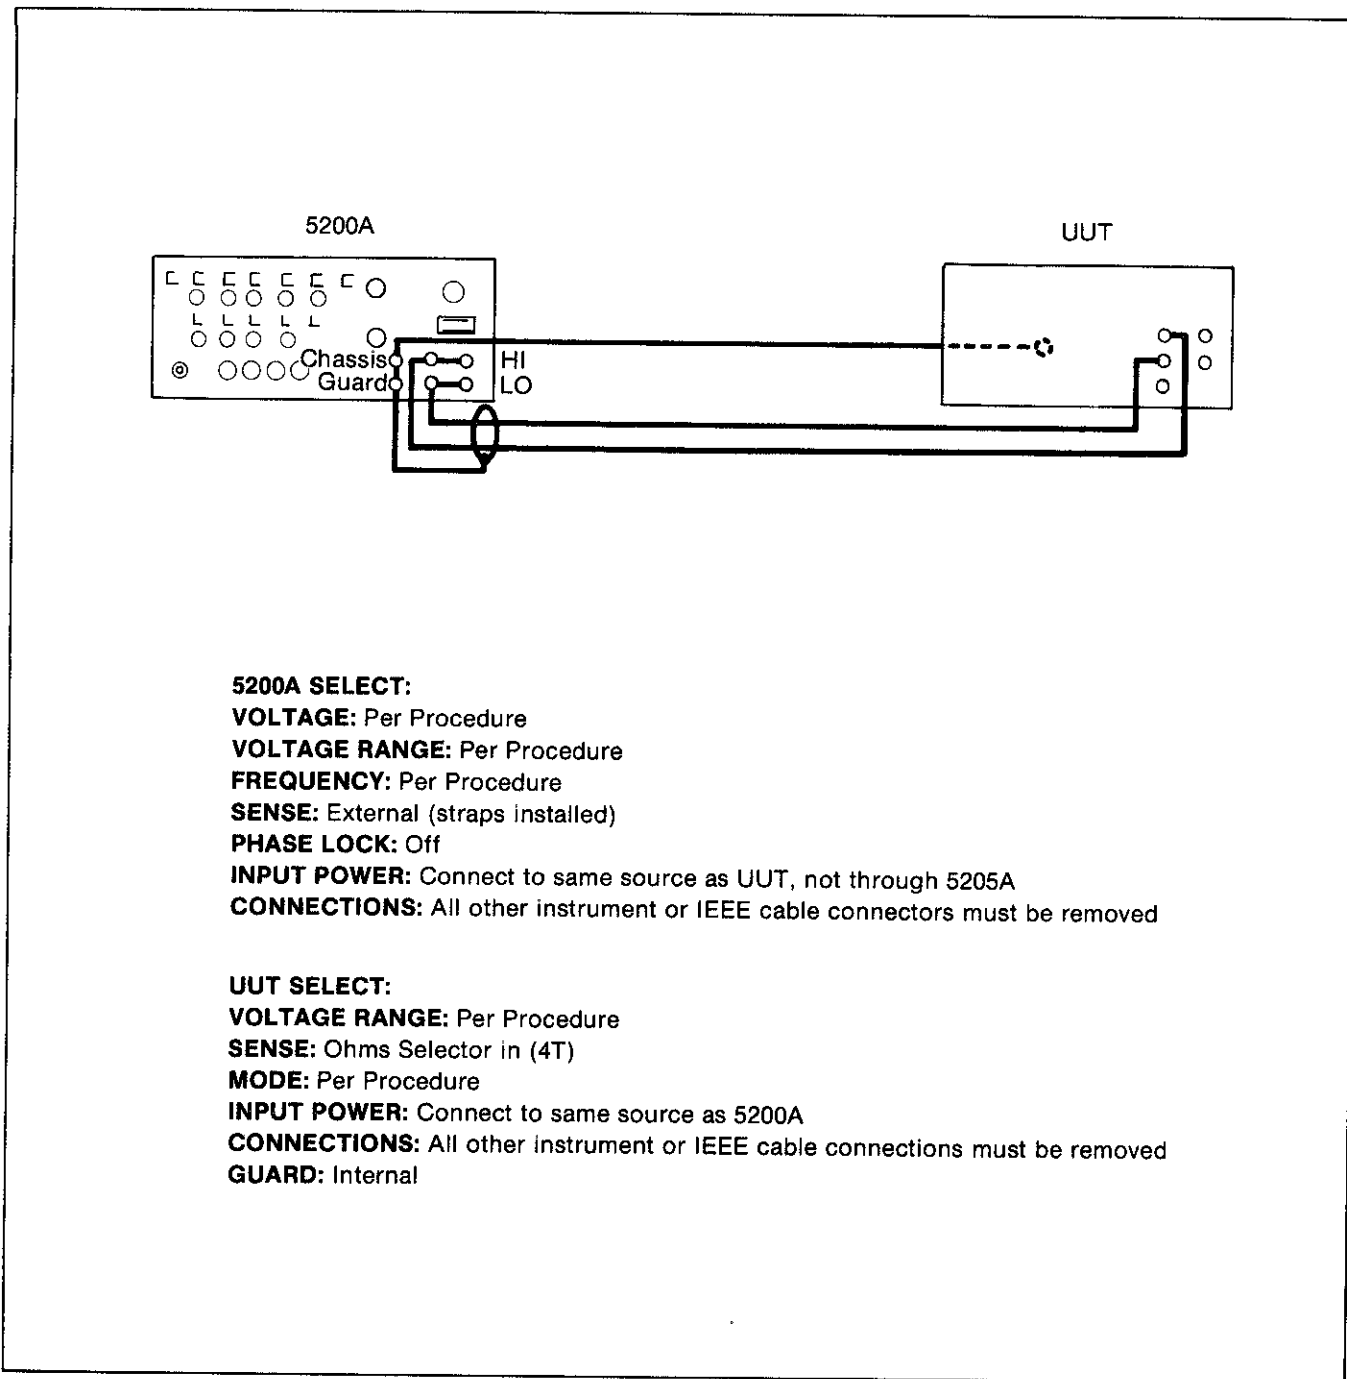 5200A
UUT
Chassis
HI
Guard
LO
5200A SELECT:
VOLTAGE: Per Procedure
VOLTAGE RANGE: Per Procedure
FREQUENCY: Per Procedure
SENSE: External (straps installed)
PHASE LOCK: Off
INPUT POWER: Connect to same source as UUT, not through 5205A
CONNECTIONS: All other instrument or IEEE cable connectors must be removed
UUT SELECT:
VOLTAGE RANGE: Per Procedure
SENSE: Ohms Selector in (4T)
MODE: Per Procedure
INPUT POWER: Connect to same source as 5200A
CONNECTIONS: All other instrument or IEEE cable connections must be removed
GUARD: Internal